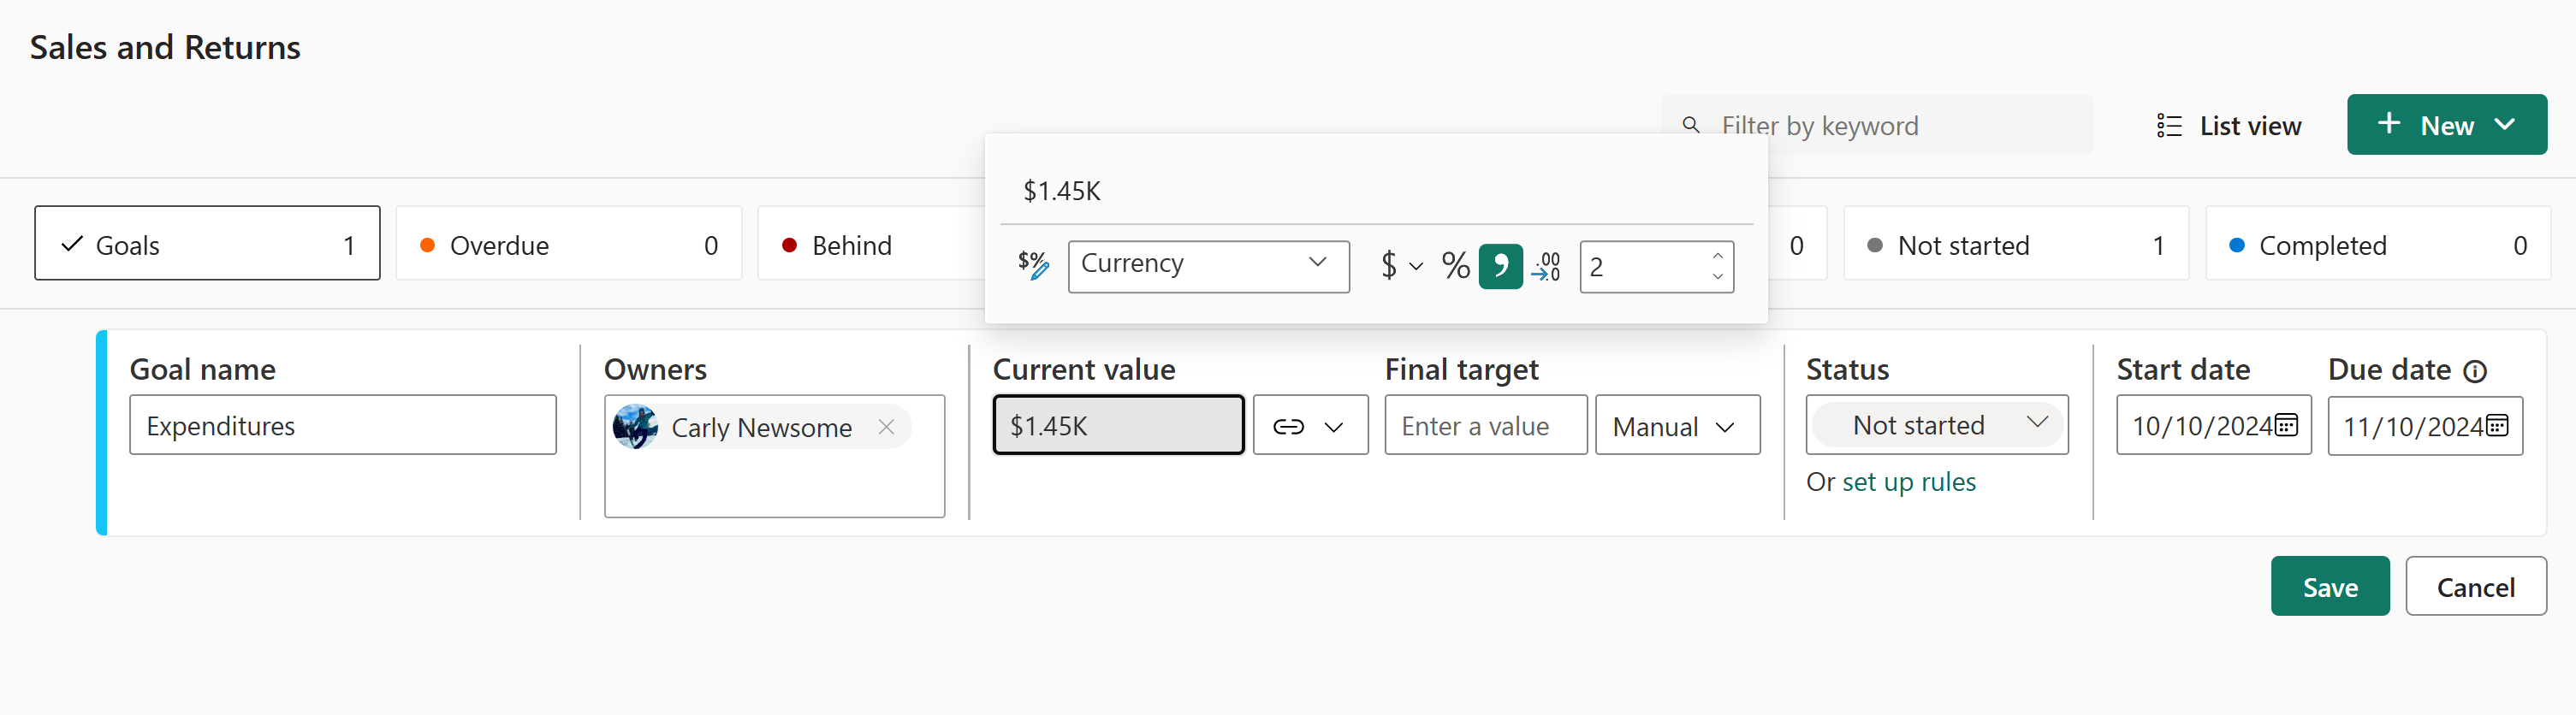 Sales and Returns
Filter by keyword
List view
+ New
$1.45K
Goals 1
Overdue 0
Behind
0
Not started 1
Completed 0
$% Currency $ % , .00 →.0 2
Goal name
Expenditures
Owners
Carly Newsome
Current value
$1.45K
Final target
Enter a value
Manual
Status
Not started
Or set up rules
Start date
10/10/2024
Due date
11/10/2024
Save
Cancel